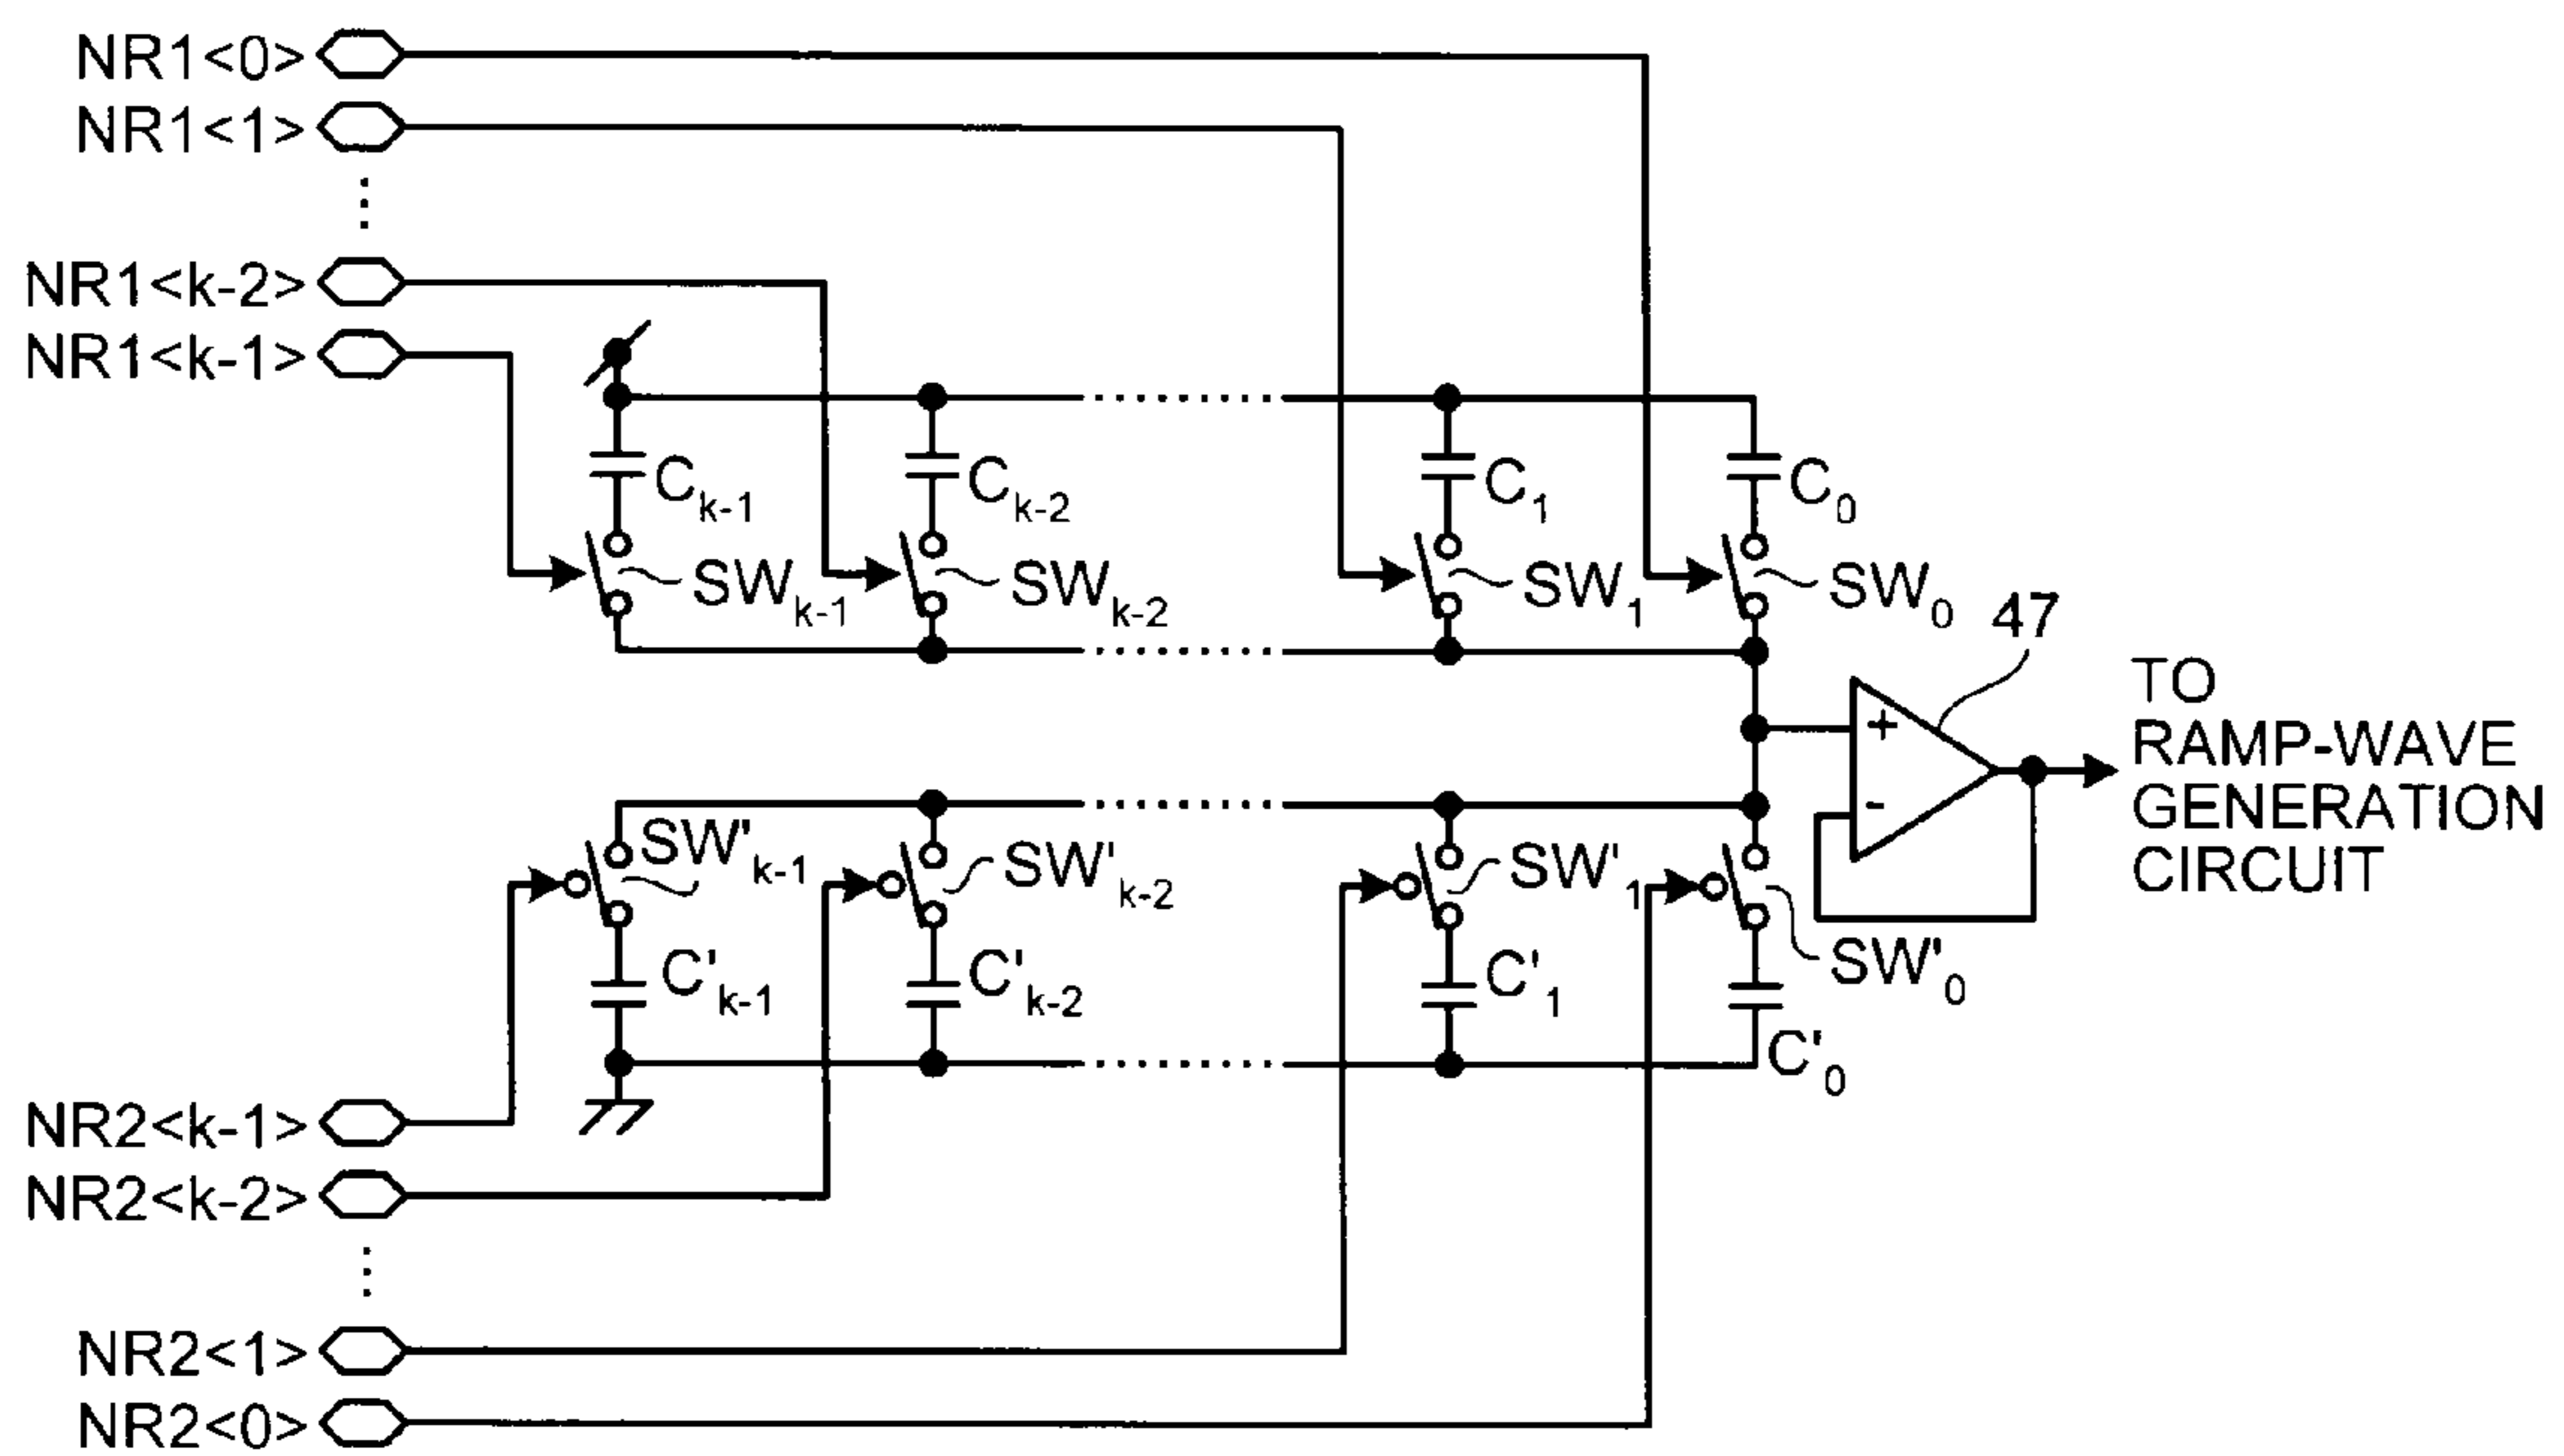 NR1<0>
NR1<1>
NR1<k-2>
NR1<k-1>
Ck-1
Ck-2
C1
C0
SWk-1
SWk-2
SW1
SW0
47
+
-
TO
RAMP-WAVE
GENERATION
CIRCUIT
SW'k-1
SW'k-2
SW'1
SW'0
C'k-1
C'k-2
C'1
C'0
NR2<k-1>
NR2<k-2>
NR2<1>
NR2<0>